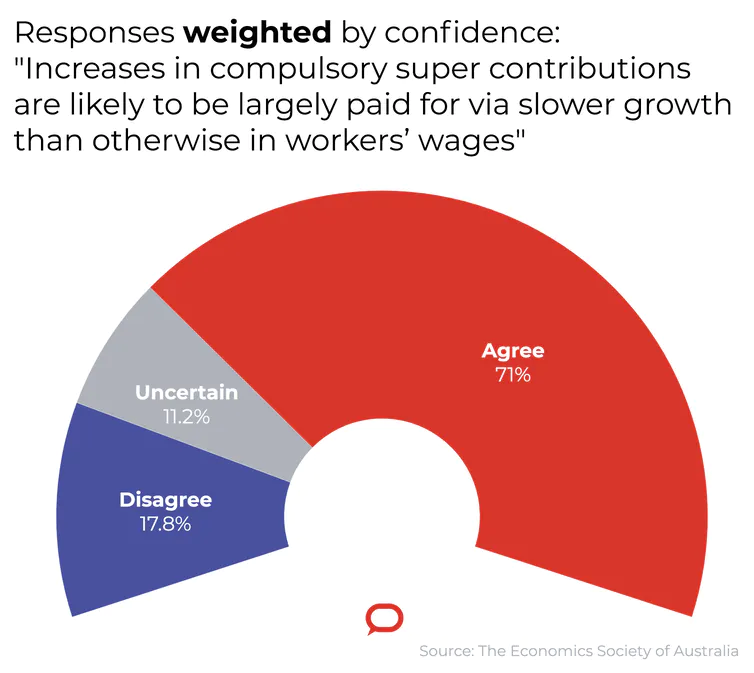 Responses weighted by confidence:
"Increases in compulsory super contributions
are likely to be largely paid for via slower growth
than otherwise in workers’ wages"
Agree
71%
Uncertain
11.2%
Disagree
17.8%
Source: The Economics Society of Australia